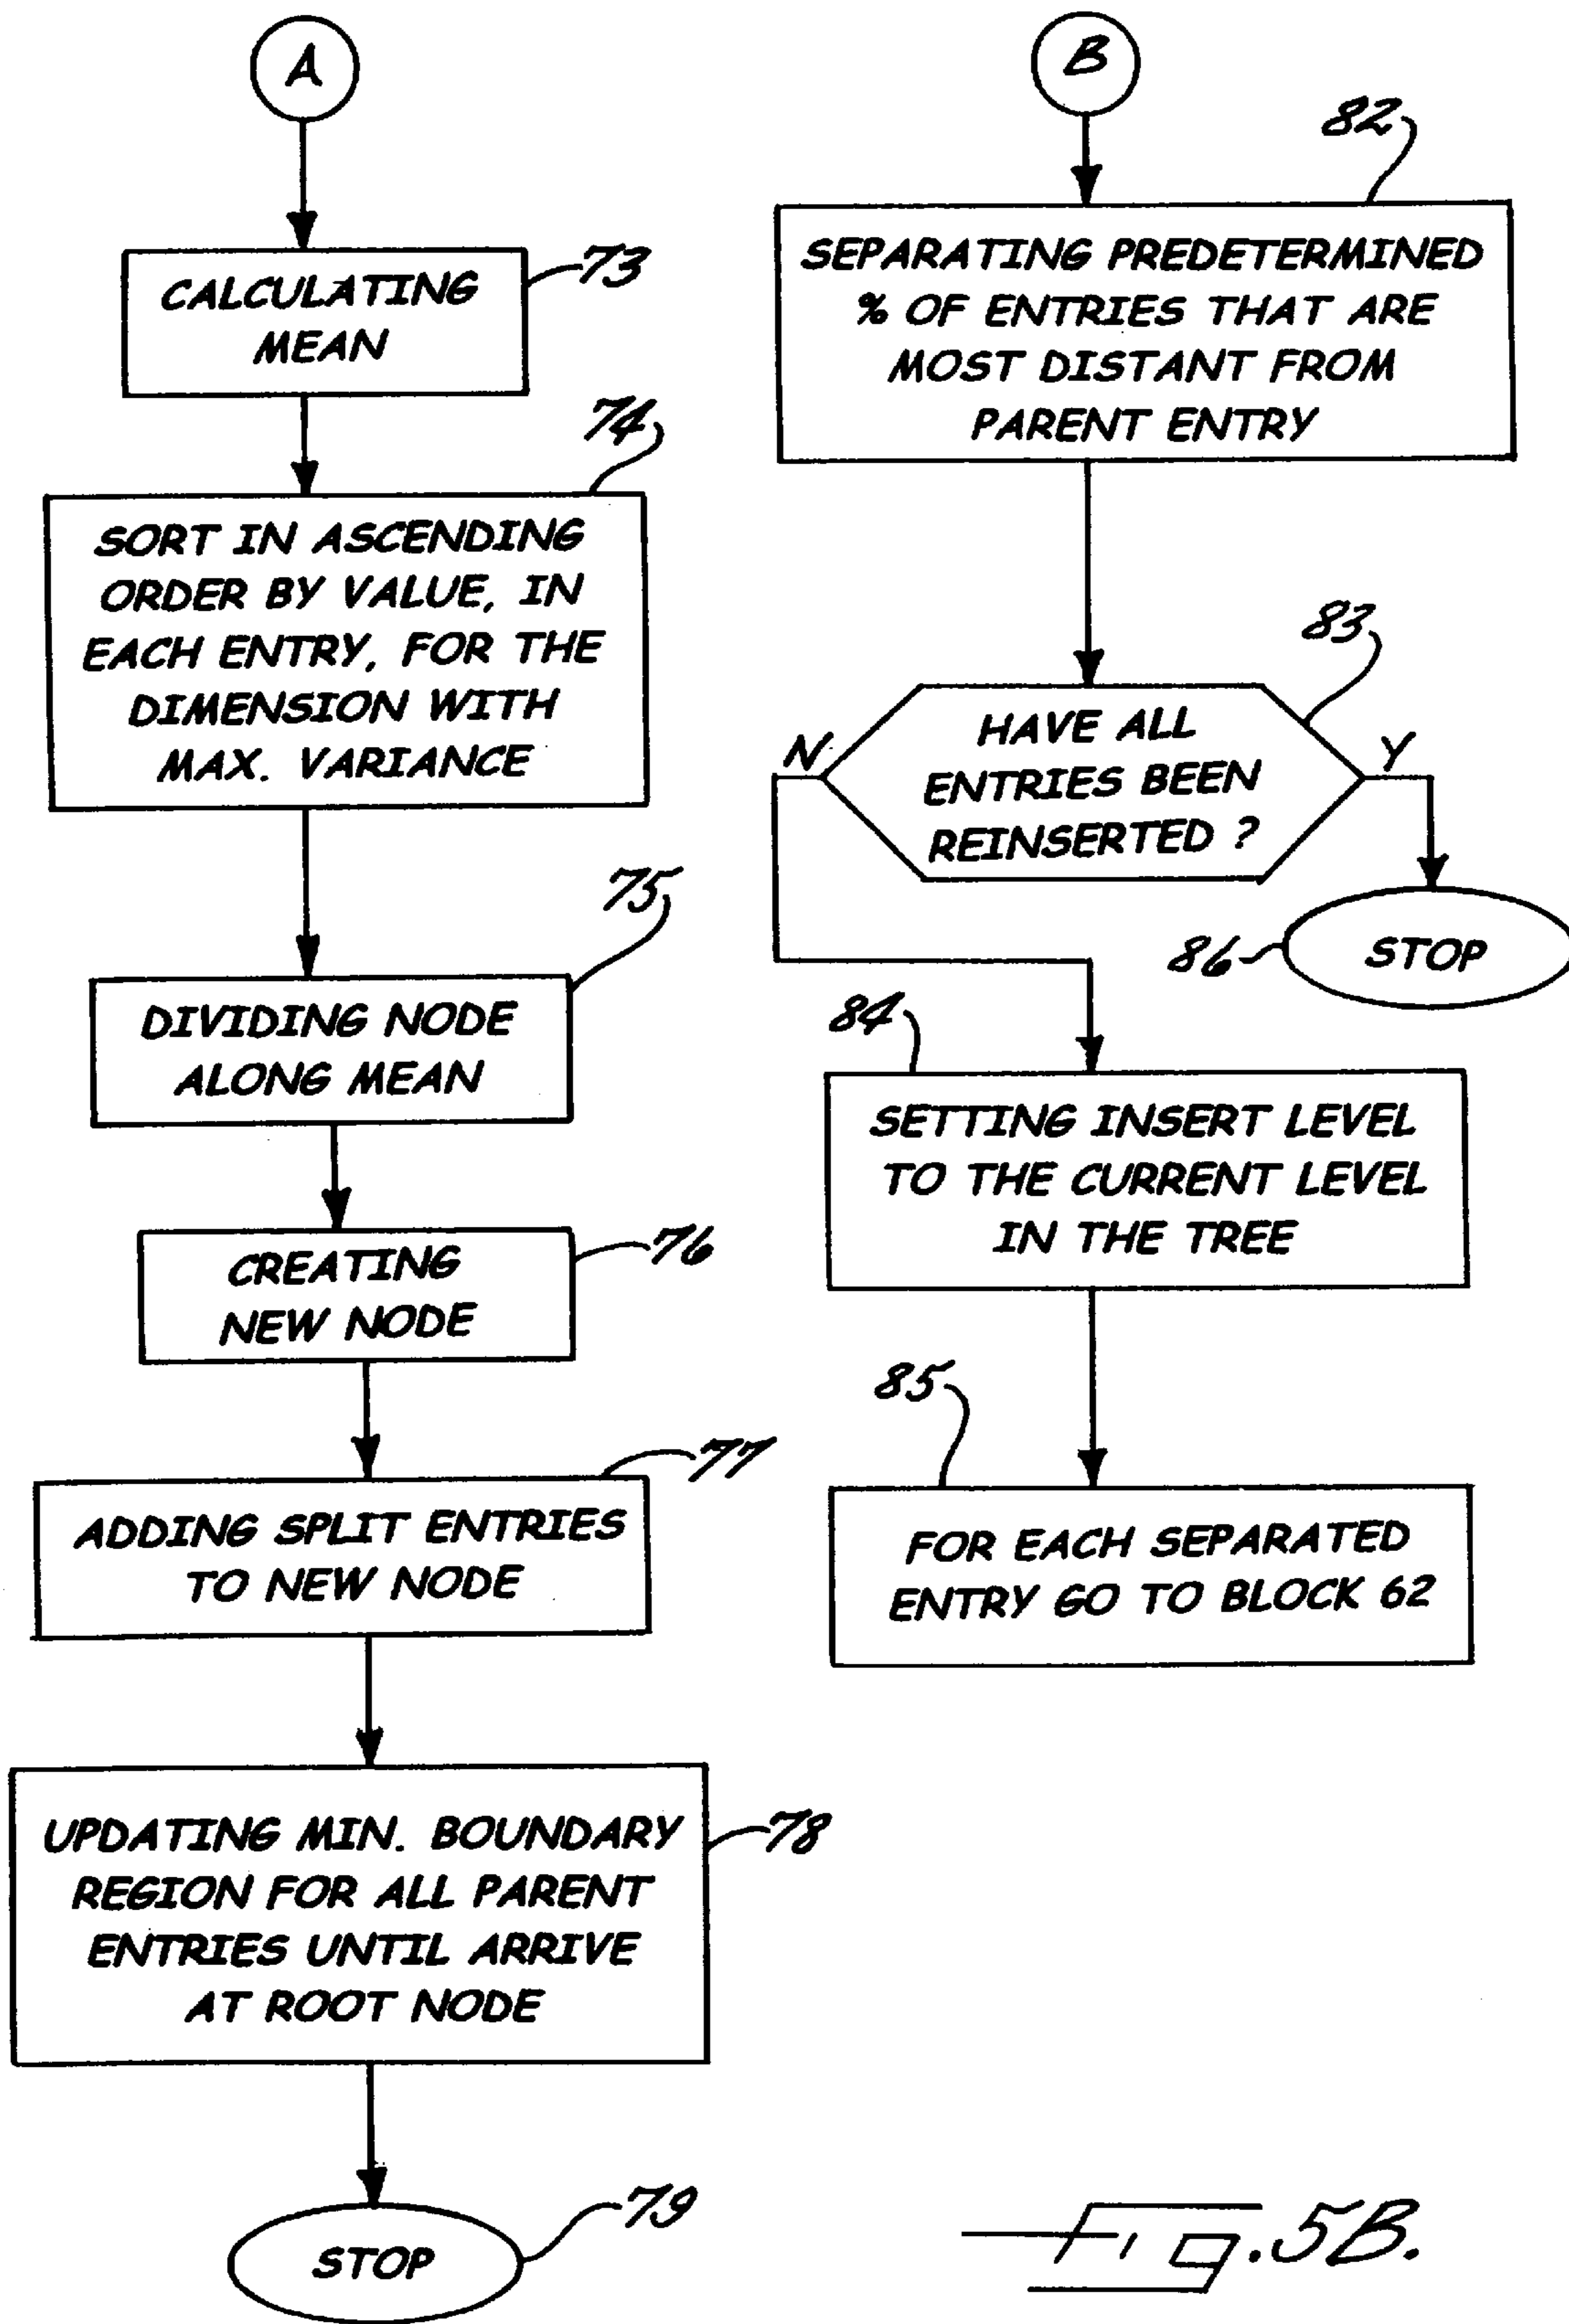 A
73
CALCULATING
MEAN
74
SORT IN ASCENDING
ORDER BY VALUE, IN
EACH ENTRY, FOR THE
DIMENSION WITH
MAX. VARIANCE
75
DIVIDING NODE
ALONG MEAN
76
CREATING
NEW NODE
77
ADDING SPLIT ENTRIES
TO NEW NODE
78
UPDATING MIN. BOUNDARY
REGION FOR ALL PARENT
ENTRIES UNTIL ARRIVE
AT ROOT NODE
79
STOP
B
82
SEPARATING PREDETERMINED
% OF ENTRIES THAT ARE
MOST DISTANT FROM
PARENT ENTRY
83
HAVE ALL
ENTRIES BEEN
REINSERTED ?
N
Y
86
STOP
84
SETTING INSERT LEVEL
TO THE CURRENT LEVEL
IN THE TREE
85
FOR EACH SEPARATED
ENTRY GO TO BLOCK 62
Fig. 5B.